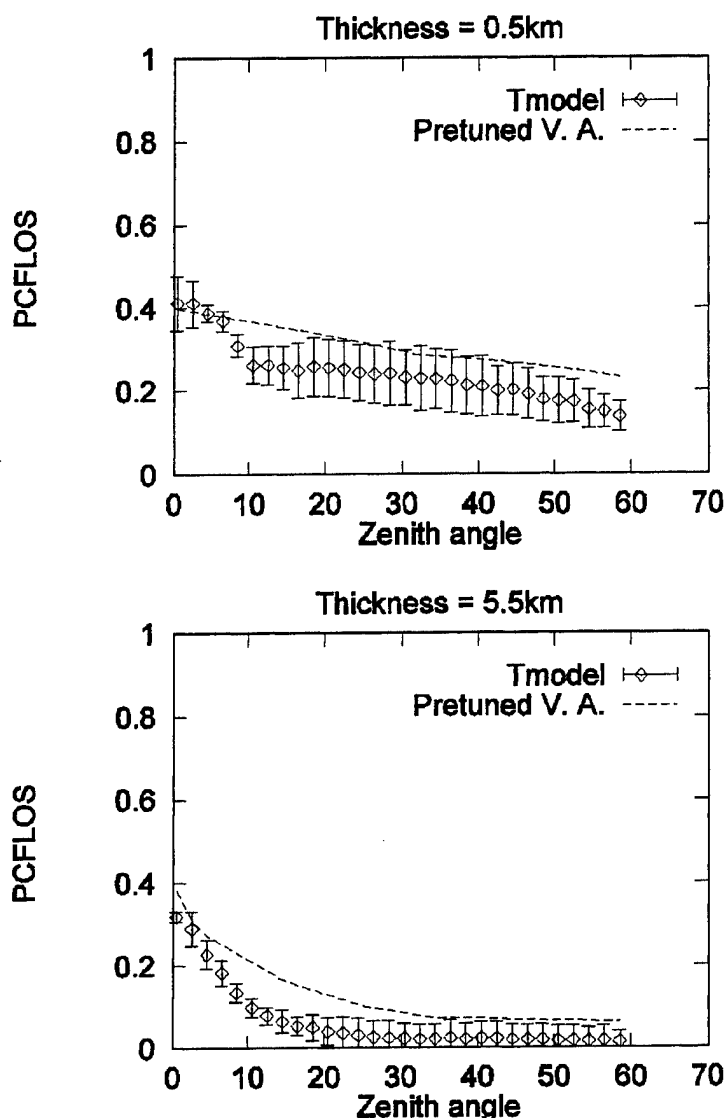 Thickness = 0.5km
1
0.8
0.6
0.4
0.2
0
PCFLOS
Tmodel
Pretuned V. A.
0 10 20 30 40 50 60 70
Zenith angle
Thickness = 5.5km
1
0.8
0.6
0.4
0.2
0
PCFLOS
Tmodel
Pretuned V. A.
0 10 20 30 40 50 60 70
Zenith angle